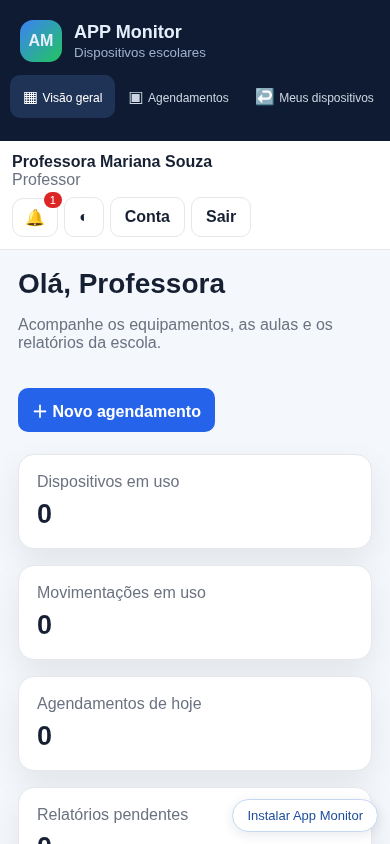 AM
APP Monitor
Dispositivos escolares
Visão geral
Agendamentos
Meus dispositivos
Professora Mariana Souza
Professor
1
Conta
Sair
Olá, Professora
Acompanhe os equipamentos, as aulas e os
relatórios da escola.
+ Novo agendamento
Dispositivos em uso
0
Movimentações em uso
0
Agendamentos de hoje
0
Relatórios pendentes
0
Instalar App Monitor